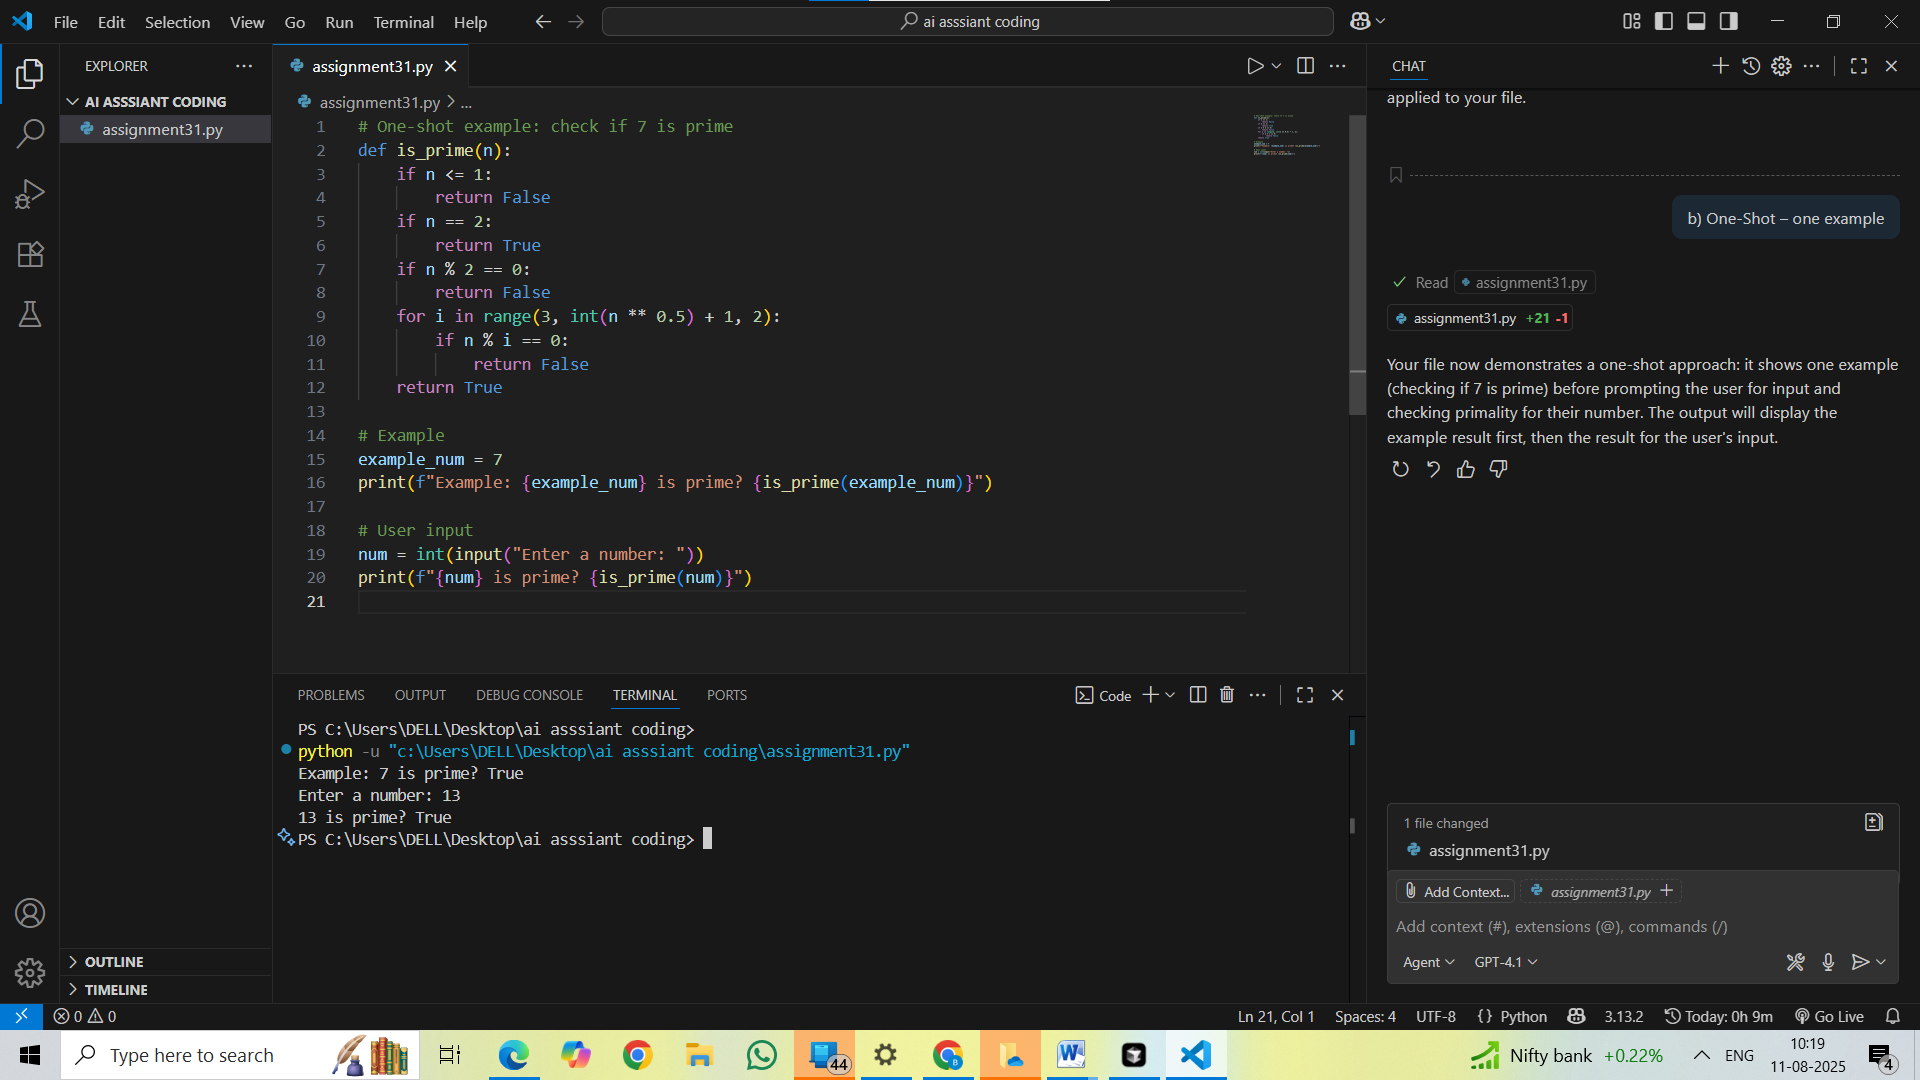 File Edit Selection View Go Run Terminal Help
ai asssiant coding
EXPLORER
AI ASSSIANT CODING
assignment31.py
OUTLINE
TIMELINE
assignment31.py
assignment31.py > ...
1 # One-shot example: check if 7 is prime
2 def is_prime(n):
3     if n <= 1:
4         return False
5     if n == 2:
6         return True
7     if n % 2 == 0:
8         return False
9     for i in range(3, int(n ** 0.5) + 1, 2):
10         if n % i == 0:
11             return False
12     return True
13
14 # Example
15 example_num = 7
16 print(f"Example: {example_num} is prime? {is_prime(example_num)}")
17
18 # User input
19 num = int(input("Enter a number: "))
20 print(f"{num} is prime? {is_prime(num)}")
21
PROBLEMS OUTPUT DEBUG CONSOLE TERMINAL PORTS
Code
PS C:\Users\DELL\Desktop\ai asssiant coding>
python -u "c:\Users\DELL\Desktop\ai asssiant coding\assignment31.py"
Example: 7 is prime? True
Enter a number: 13
13 is prime? True
PS C:\Users\DELL\Desktop\ai asssiant coding>
CHAT
applied to your file.
b) One-Shot – one example
Read assignment31.py
assignment31.py +21 -1
Your file now demonstrates a one-shot approach: it shows one example
(checking if 7 is prime) before prompting the user for input and
checking primality for their number. The output will display the
example result first, then the result for the user's input.
1 file changed
assignment31.py
Add Context... assignment31.py
Add context (#), extensions (@), commands (/)
Agent GPT-4.1
0 0
Ln 21, Col 1 Spaces: 4 UTF-8 {} Python 3.13.2 Today: 0h 9m Go Live
Type here to search
44
Nifty bank +0.22%
ENG
10:19
11-08-2025
4